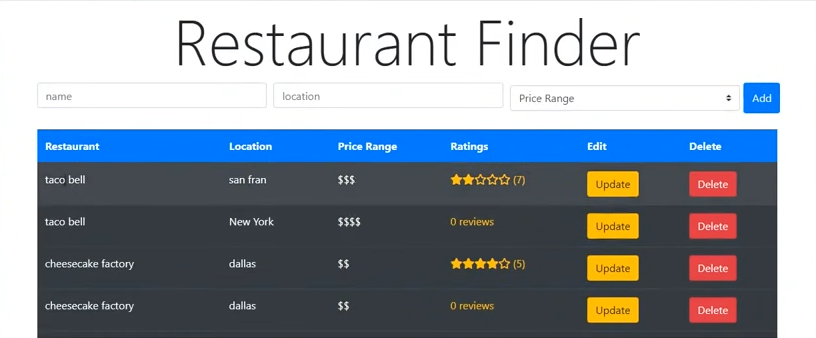 Restaurant Finder
name location Price Range Add
Restaurant Location Price Range Ratings Edit Delete
taco bell san fran $$$ (7) Update Delete
taco bell New York $$$$ 0 reviews Update Delete
cheesecake factory dallas $$ (5) Update Delete
cheesecake factory dallas $$ 0 reviews Update Delete